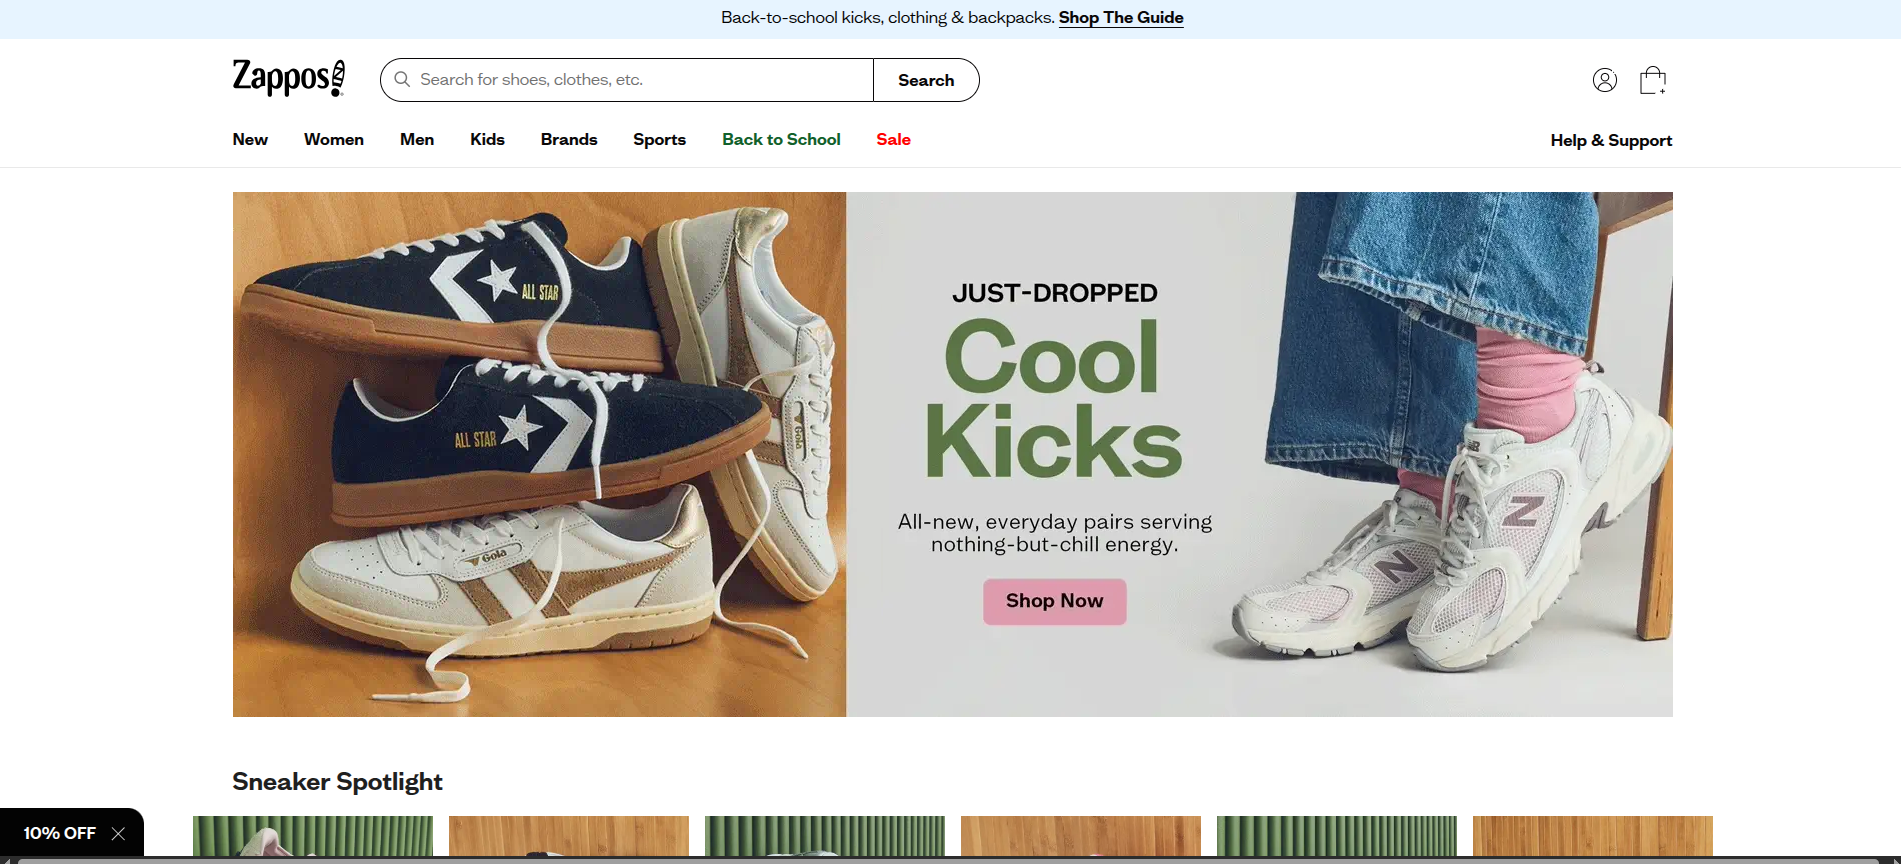 Back-to-school kicks, clothing & backpacks. Shop The Guide
Zappos
Search for shoes, clothes, etc.
Search
New Women Men Kids Brands Sports Back to School Sale
Help & Support
ALL STAR
ALL STAR
Gola
Gola
JUST-DROPPED
Cool
Kicks
All-new, everyday pairs serving
nothing-but-chill energy.
Shop Now
N
N
Sneaker Spotlight
10% OFF